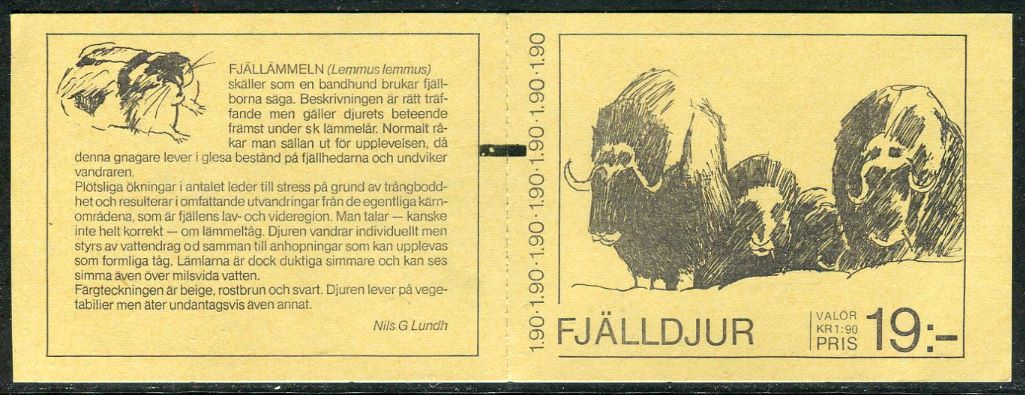 FJÄLLÄMMELN (Lemmus lemmus)
skäller som en bandhund brukar fjäll-
borna säga. Beskrivningen är rätt träf-
fande men gäller djurets beteende
främst under sk lämmelår. Normalt rå-
kar man sällan ut för upplevelsen, då
denna gnagare lever i glesa bestånd på fjällhedarna och undviker
vandraren.
Plötsliga ökningar i antalet leder till stress på grund av trångbodd-
het och resulterar i omfattande utvandringar från de egentliga kärn-
områdena, som är fjällens lav- och videregion. Man talar — kanske
inte helt korrekt — om lämmeltåg. Djuren vandrar individuellt men
styrs av vattendrag od samman till anhopningar som kan upplevas
som formliga tåg. Lämlarna är dock duktiga simmare och kan ses
simma även över milsvida vatten.
Färgteckningen är beige, rostbrun och svart. Djuren lever på vege-
tabilier men äter undantagsvis även annat.
Nils G Lundh
1.90·1.90·1.90·1.90·1.90·1.90·1.90
FJÄLLDJUR
VALÖR
KR 1:90
PRIS
19:-